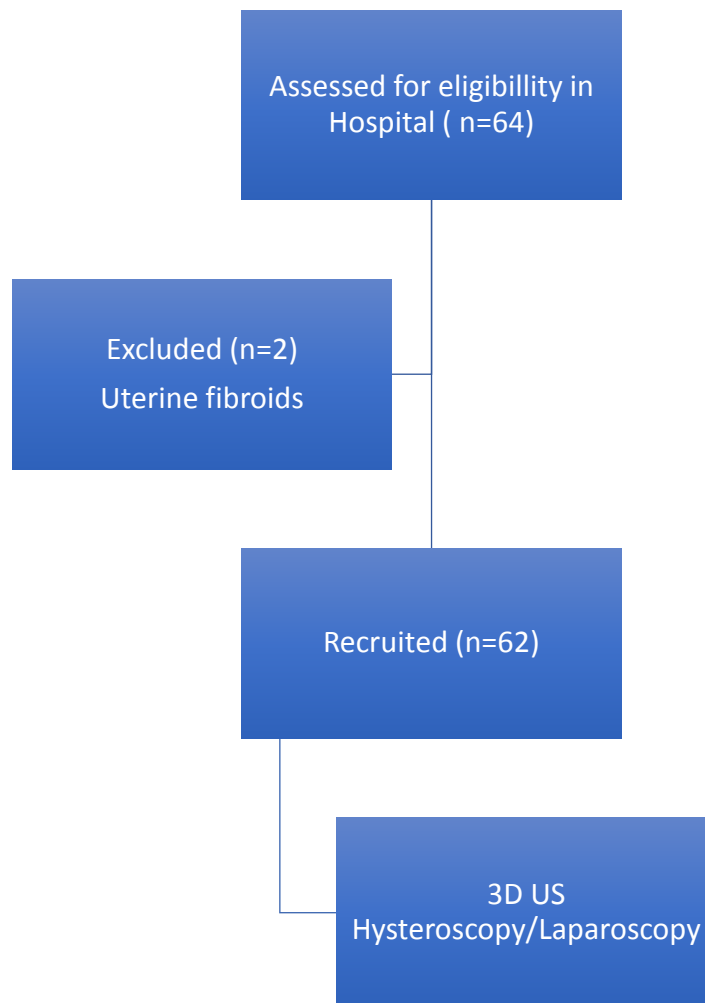 Assessed for eligibillity in
Hospital ( n=64)
Excluded (n=2)
Uterine fibroids
Recruited (n=62)
3D US
Hysteroscopy/Laparoscopy